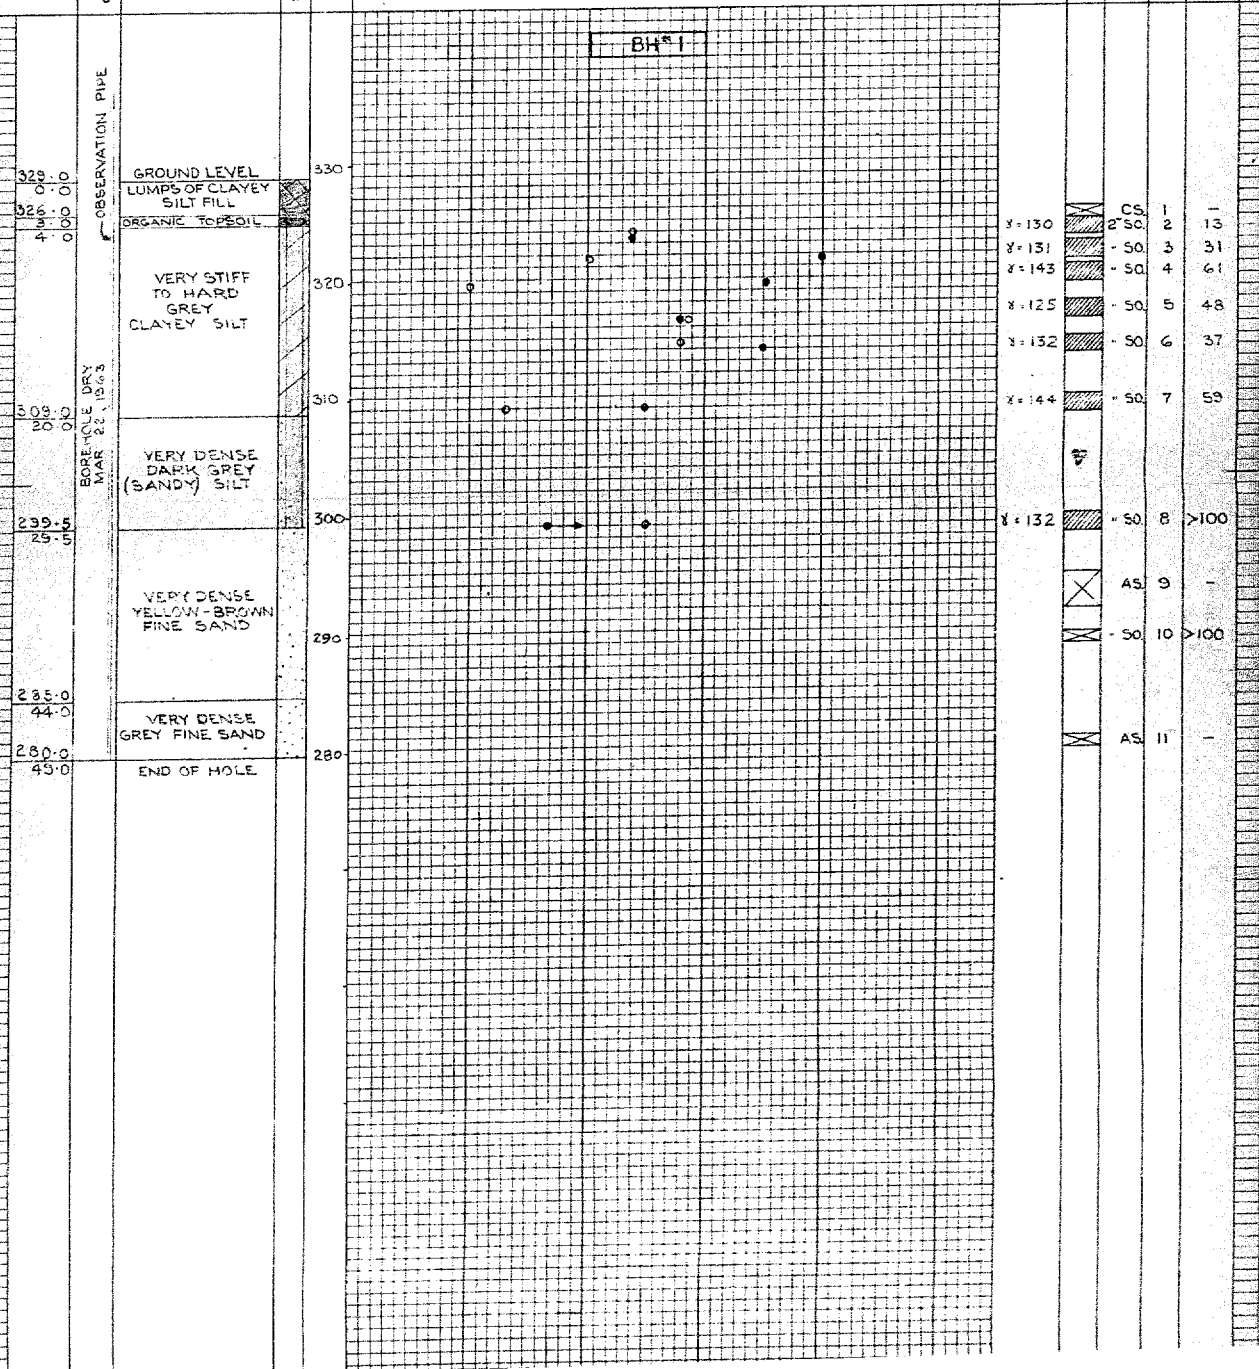 BH#1
OBSERVATION PIPE
BOREHOLE DRY
MAR 22, 1963
329.0
0.0
GROUND LEVEL
LUMPS OF CLAYEY
SILT FILL
326.0
3.0
ORGANIC TOPSOIL
4.0
VERY STIFF
TO HARD
GREY
CLAYEY SILT
309.0
20.0
VERY DENSE
DARK GREY
(SANDY) SILT
299.5
29.5
VERY DENSE
YELLOW-BROWN
FINE SAND
285.0
44.0
VERY DENSE
GREY FINE SAND
280.0
49.0
END OF HOLE
330
320
310
300
290
280
CS. 1 -
γ=130 2" SO. 2 13
γ=131 " SO. 3 31
γ=143 " SO. 4 61
γ=125 " SO. 5 48
γ=132 " SO. 6 37
γ=144 " SO. 7 59
γ=132 " SO. 8 >100
AS. 9 -
" SO. 10 >100
AS. 11 -